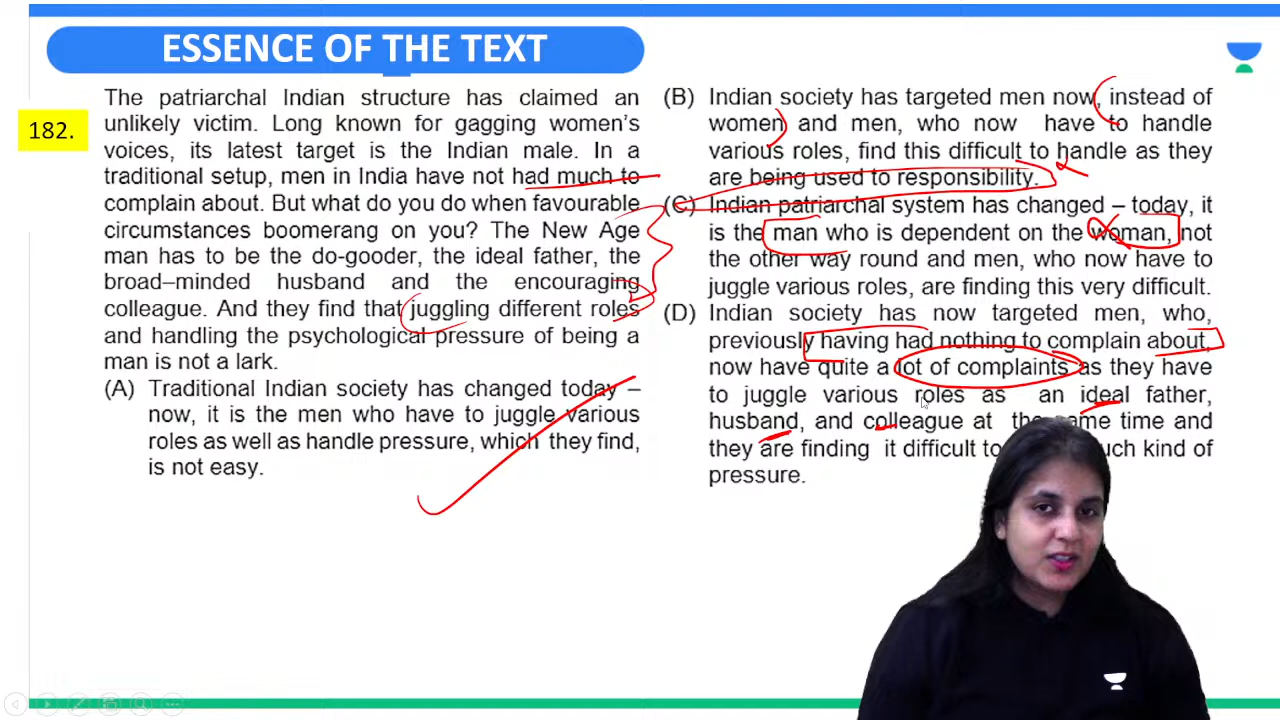 ESSENCE OF THE TEXT
182.
The patriarchal Indian structure has claimed an
unlikely victim. Long known for gagging women's
voices, its latest target is the Indian male. In a
traditional setup, men in India have not had much to
complain about. But what do you do when favourable
circumstances boomerang on you? The New Age
man has to be the do-gooder, the ideal father, the
broad–minded husband and the encouraging
colleague. And they find that juggling different roles
and handling the psychological pressure of being a
man is not a lark.
(A) Traditional Indian society has changed today –
now, it is the men who have to juggle various
roles as well as handle pressure, which they find,
is not easy.
(B) Indian society has targeted men now, instead of
women and men, who now have to handle
various roles, find this difficult to handle as they
are being used to responsibility.
(C) Indian patriarchal system has changed – today, it
is the man who is dependent on the woman, not
the other way round and men, who now have to
juggle various roles, are finding this very difficult.
(D) Indian society has now targeted men, who,
previously having had nothing to complain about,
now have quite a lot of complaints as they have
to juggle various roles as an ideal father,
husband, and colleague at the same time and
they are finding it difficult to kind of
pressure.